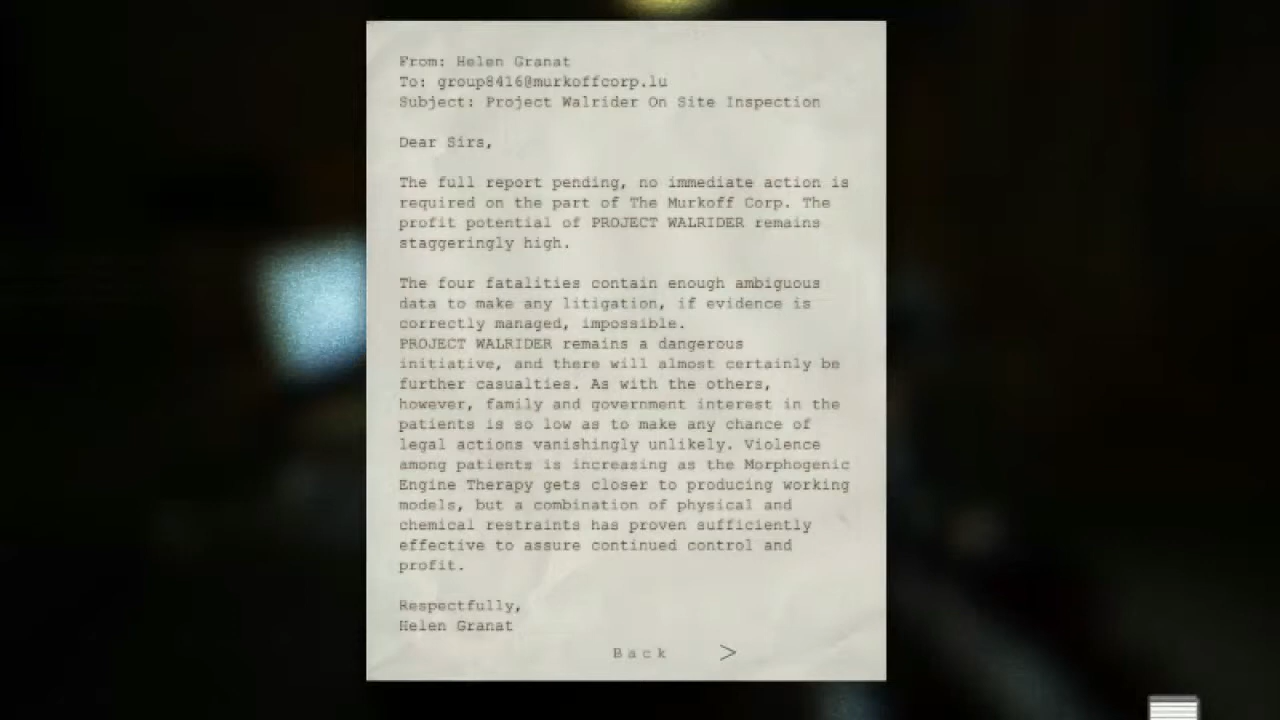 From: Helen Granat
To: group8416@murkoffcorp.lu
Subject: Project Walrider On Site Inspection
Dear Sirs,
The full report pending, no immediate action is
required on the part of The Murkoff Corp. The
profit potential of PROJECT WALRIDER remains
staggeringly high.
The four fatalities contain enough ambiguous
data to make any litigation, if evidence is
correctly managed, impossible.
PROJECT WALRIDER remains a dangerous
initiative, and there will almost certainly be
further casualties. As with the others,
however, family and government interest in the
patients is so low as to make any chance of
legal actions vanishingly unlikely. Violence
among patients is increasing as the Morphogenic
Engine Therapy gets closer to producing working
models, but a combination of physical and
chemical restraints has proven sufficiently
effective to assure continued control and
profit.
Respectfully,
Helen Granat
Back >